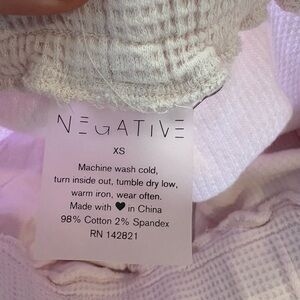 NEGATIVE
XS
Machine wash cold,
turn inside out, tumble dry low,
warm iron, wear often.
Made with ♥ in China
98% Cotton 2% Spandex
RN 142821